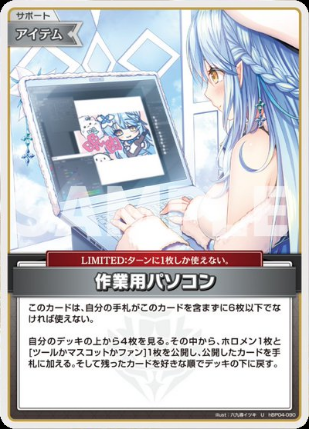 サポート
アイテム
SAMPLE
LIMITED:ターンに1枚しか使えない。
作業用パソコン
このカードは、自分の手札がこのカードを含まずに6枚以下でな
ければ使えない。
自分のデッキの上から4枚を見る。その中から、ホロメン1枚と
[ツールかマスコットかファン]1枚を公開し、公開したカードを手
札に加える。そして残ったカードを好きな順でデッキの下に戻す。
U hBP04-090